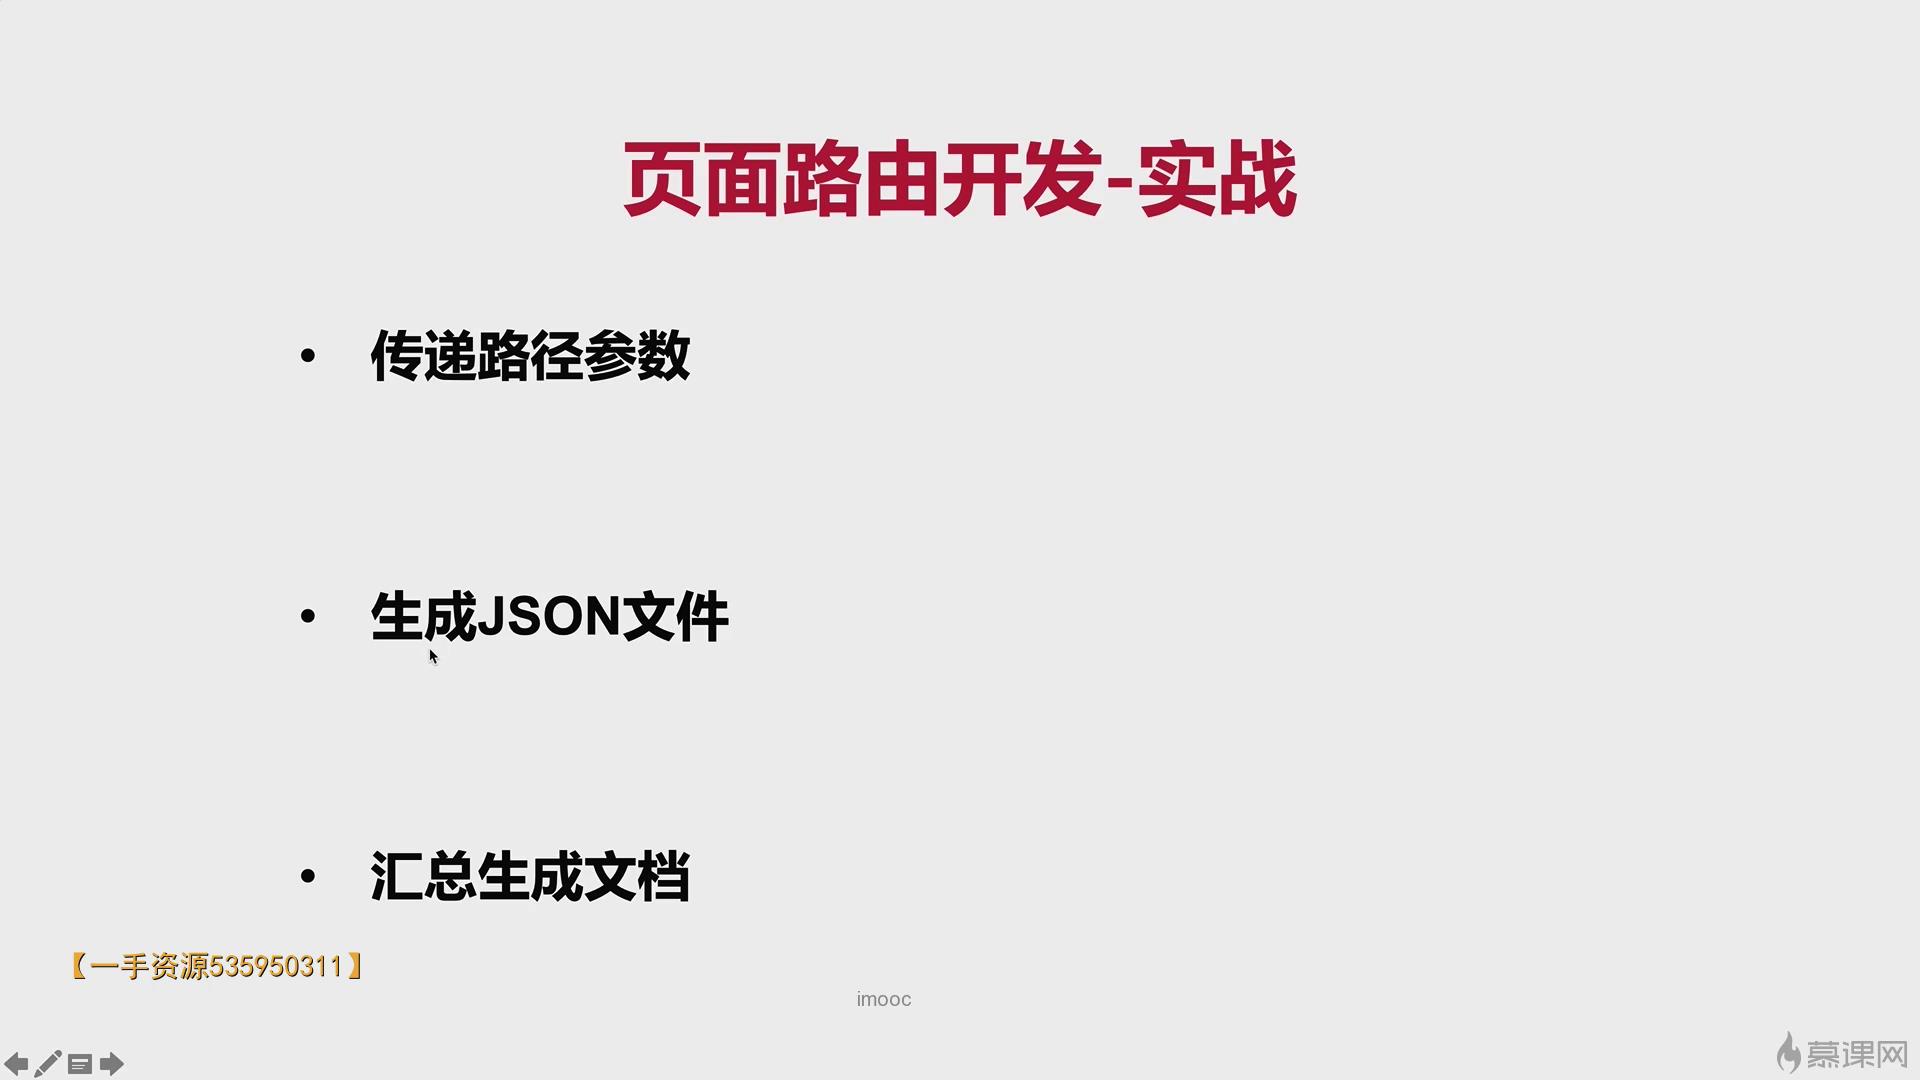 页面路由开发-实战
• 传递路径参数
• 生成JSON文件
• 汇总生成文档
【一手资源535950311】
imooc
慕课网